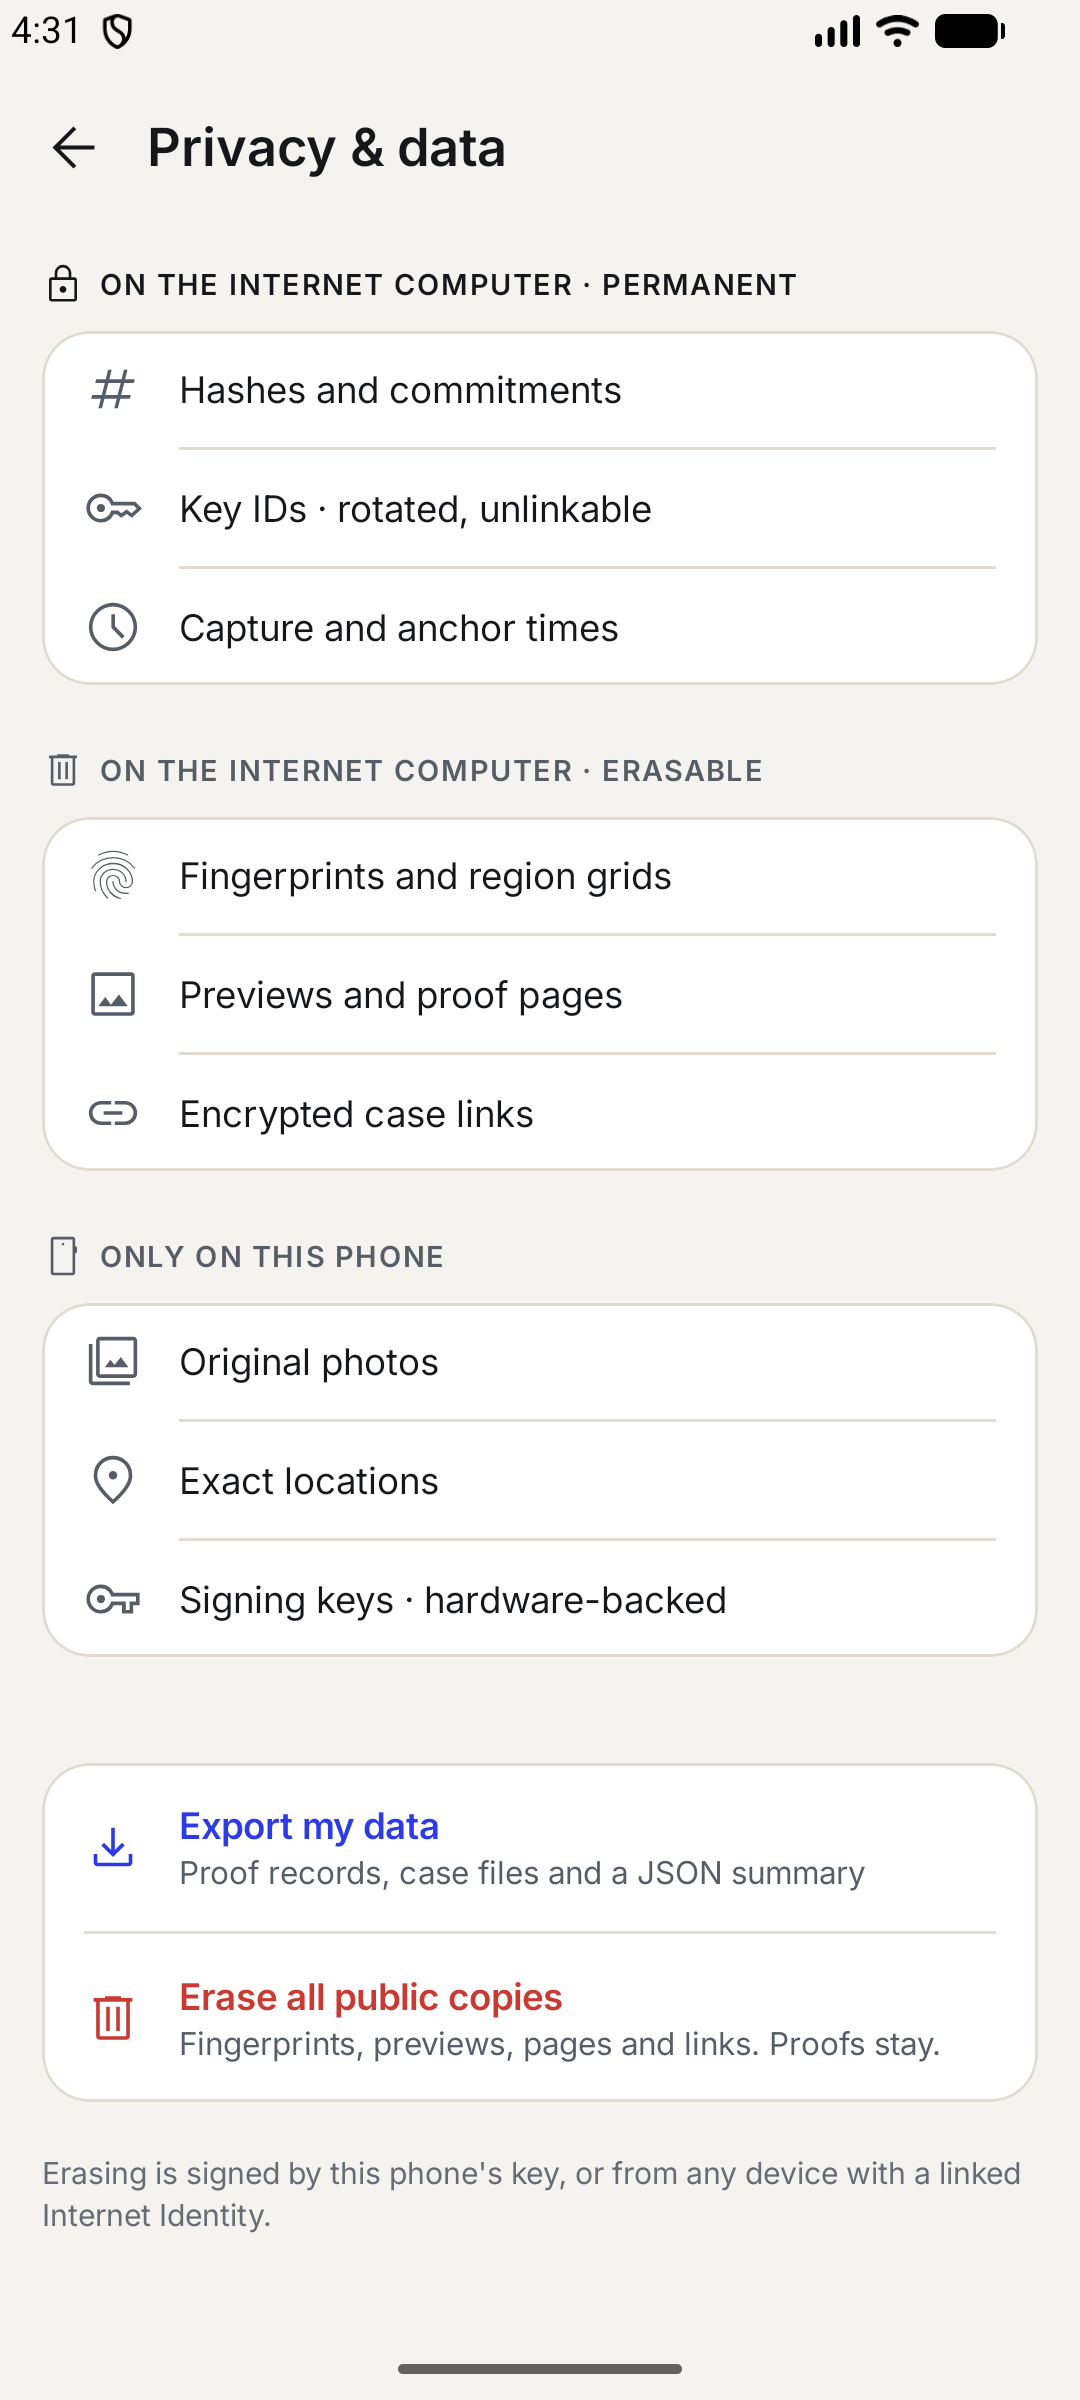 4:31
Privacy & data
ON THE INTERNET COMPUTER · PERMANENT
Hashes and commitments
Key IDs · rotated, unlinkable
Capture and anchor times
ON THE INTERNET COMPUTER · ERASABLE
Fingerprints and region grids
Previews and proof pages
Encrypted case links
ONLY ON THIS PHONE
Original photos
Exact locations
Signing keys · hardware-backed
Export my data
Proof records, case files and a JSON summary
Erase all public copies
Fingerprints, previews, pages and links. Proofs stay.
Erasing is signed by this phone's key, or from any device with a linked
Internet Identity.